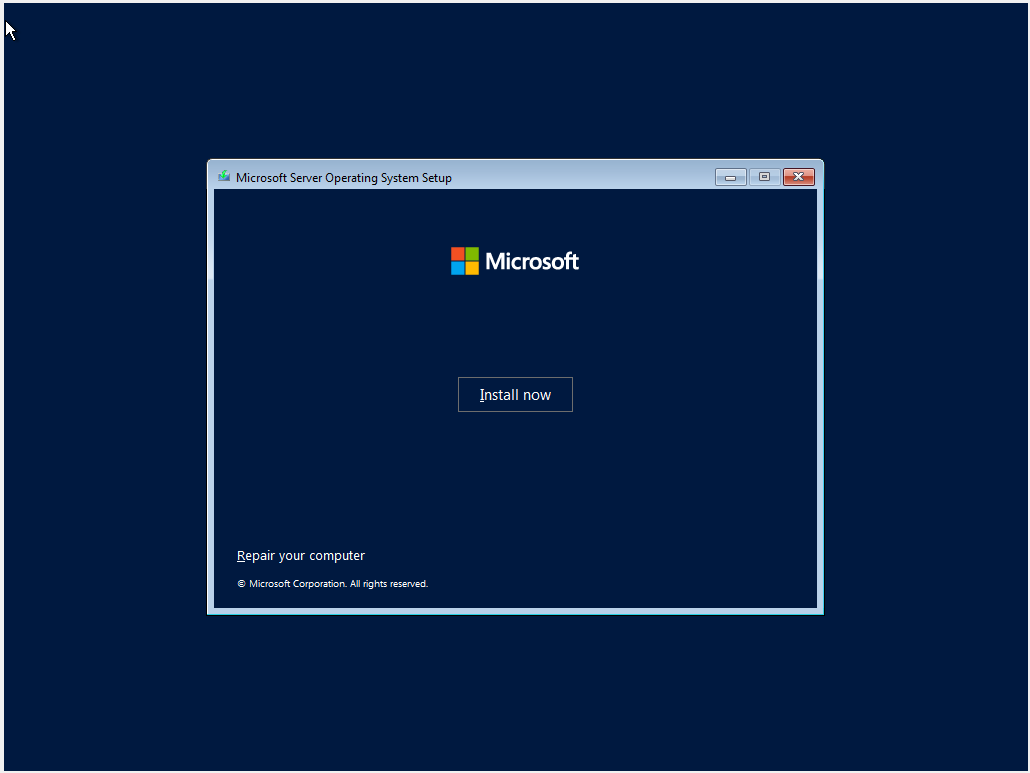 Microsoft Server Operating System Setup
Microsoft
Install now
Repair your computer
© Microsoft Corporation. All rights reserved.